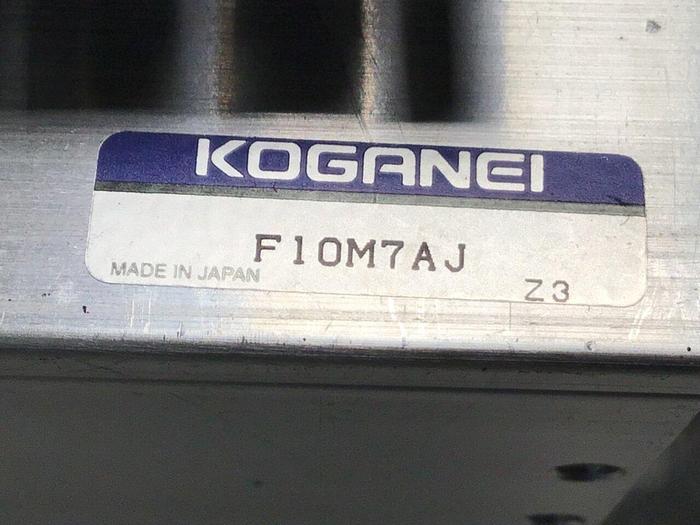 KOGANEI
F10M7AJ
MADE IN JAPAN
Z3